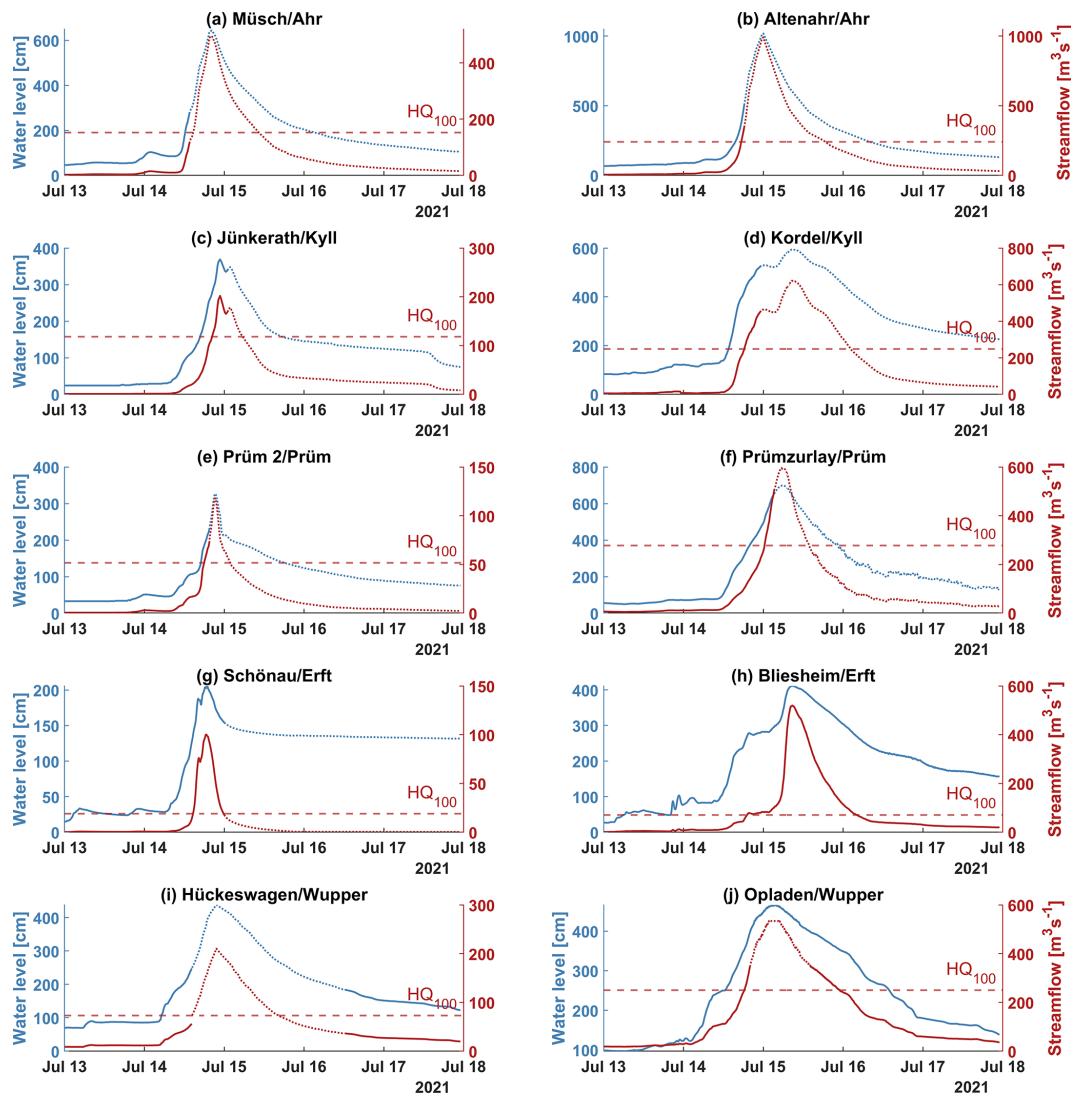 (a) Müsch/Ahr
Water level [cm]
600
400
200
0
400
200
0
HQ100
Jul 13 Jul 14 Jul 15 Jul 16 Jul 17 Jul 18
2021
(b) Altenahr/Ahr
1000
500
0
1000
500
0
Streamflow [m3s-1]
HQ100
Jul 13 Jul 14 Jul 15 Jul 16 Jul 17 Jul 18
2021
(c) Jünkerath/Kyll
Water level [cm]
400
300
200
100
0
300
200
100
0
HQ100
Jul 13 Jul 14 Jul 15 Jul 16 Jul 17 Jul 18
2021
(d) Kordel/Kyll
600
400
200
0
800
600
400
200
0
Streamflow [m3s-1]
HQ100
Jul 13 Jul 14 Jul 15 Jul 16 Jul 17 Jul 18
2021
(e) Prüm 2/Prüm
Water level [cm]
400
300
200
100
0
150
100
50
0
HQ100
Jul 13 Jul 14 Jul 15 Jul 16 Jul 17 Jul 18
2021
(f) Prümzurlay/Prüm
800
600
400
200
0
600
400
200
0
Streamflow [m3s-1]
HQ100
Jul 13 Jul 14 Jul 15 Jul 16 Jul 17 Jul 18
2021
(g) Schönau/Erft
Water level [cm]
200
150
100
50
0
150
100
50
0
HQ100
Jul 13 Jul 14 Jul 15 Jul 16 Jul 17 Jul 18
2021
(h) Bliesheim/Erft
400
300
200
100
0
600
400
200
0
Streamflow [m3s-1]
HQ100
Jul 13 Jul 14 Jul 15 Jul 16 Jul 17 Jul 18
2021
(i) Hückeswagen/Wupper
Water level [cm]
400
300
200
100
0
300
200
100
0
HQ100
Jul 13 Jul 14 Jul 15 Jul 16 Jul 17 Jul 18
2021
(j) Opladen/Wupper
Water level [cm]
400
300
200
100
600
400
200
0
Streamflow [m3s-1]
HQ100
Jul 13 Jul 14 Jul 15 Jul 16 Jul 17 Jul 18
2021